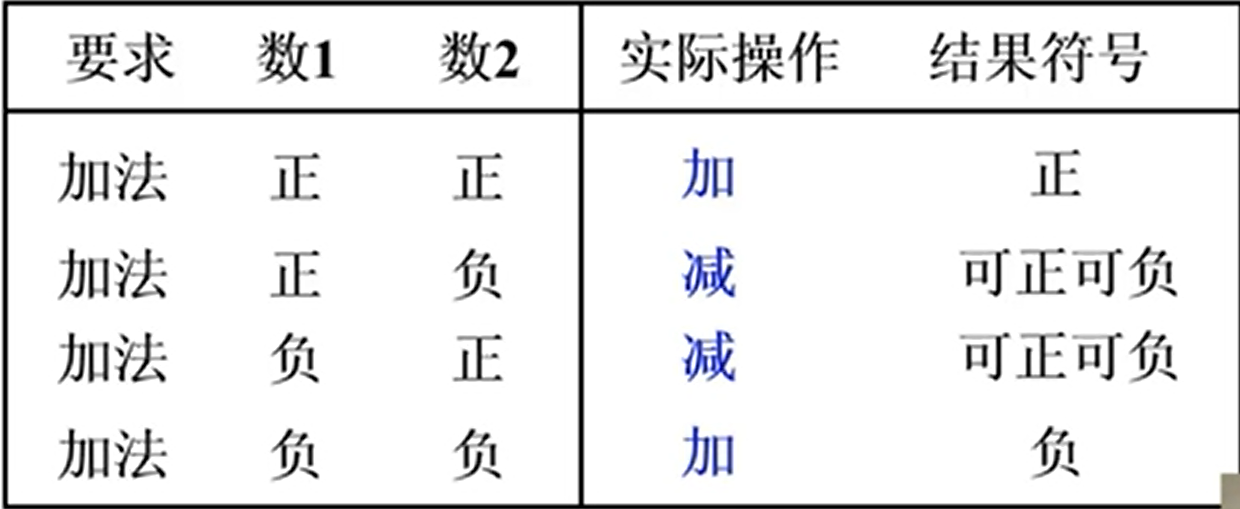 要求 数1 数2 实际操作 结果符号
加法 正 正 加 正
加法 正 负 减 可正可负
加法 负 正 减 可正可负
加法 负 负 加 负